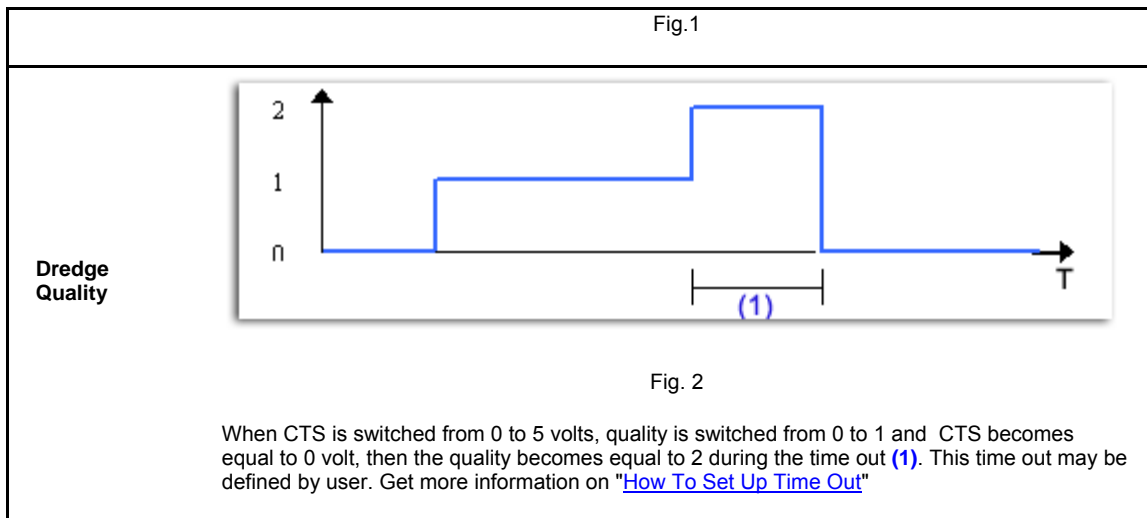 Fig.1
2
1
0
T
(1)
Dredge
Quality
Fig. 2
When CTS is switched from 0 to 5 volts, quality is switched from 0 to 1 and CTS becomes
equal to 0 volt, then the quality becomes equal to 2 during the time out (1). This time out may be
defined by user. Get more information on "How To Set Up Time Out"